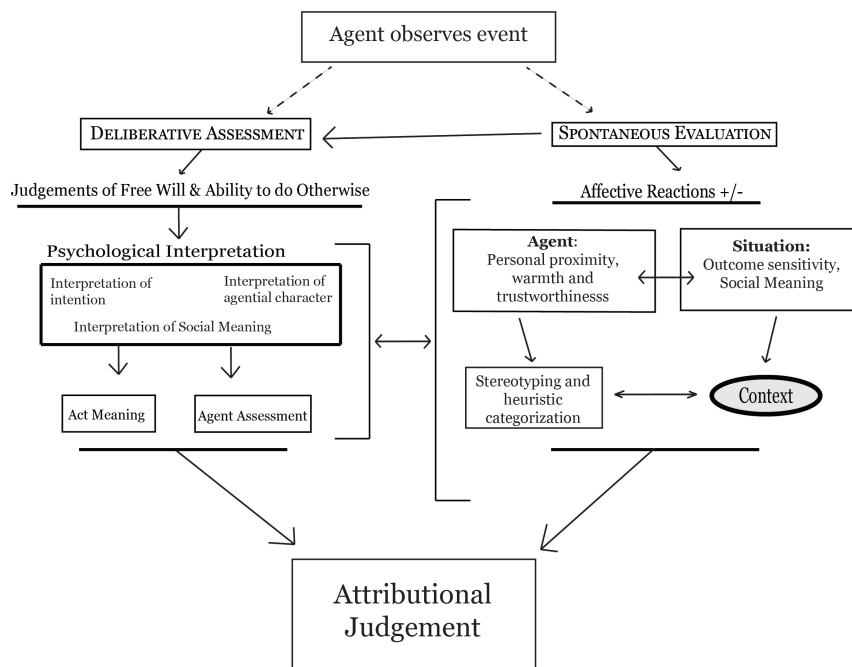 Agent observes event
DELIBERATIVE ASSESSMENT
SPONTANEOUS EVALUATION
Judgements of Free Will & Ability to do Otherwise
Affective Reactions +/-
Psychological Interpretation
Interpretation of
intention
Interpretation of
agential character
Interpretation of Social Meaning
Act Meaning
Agent Assessment
Agent:
Personal proximity,
warmth and
trustworthinesss
Situation:
Outcome sensitivity,
Social Meaning
Stereotyping and
heuristic
categorization
Context
Attributional
Judgement